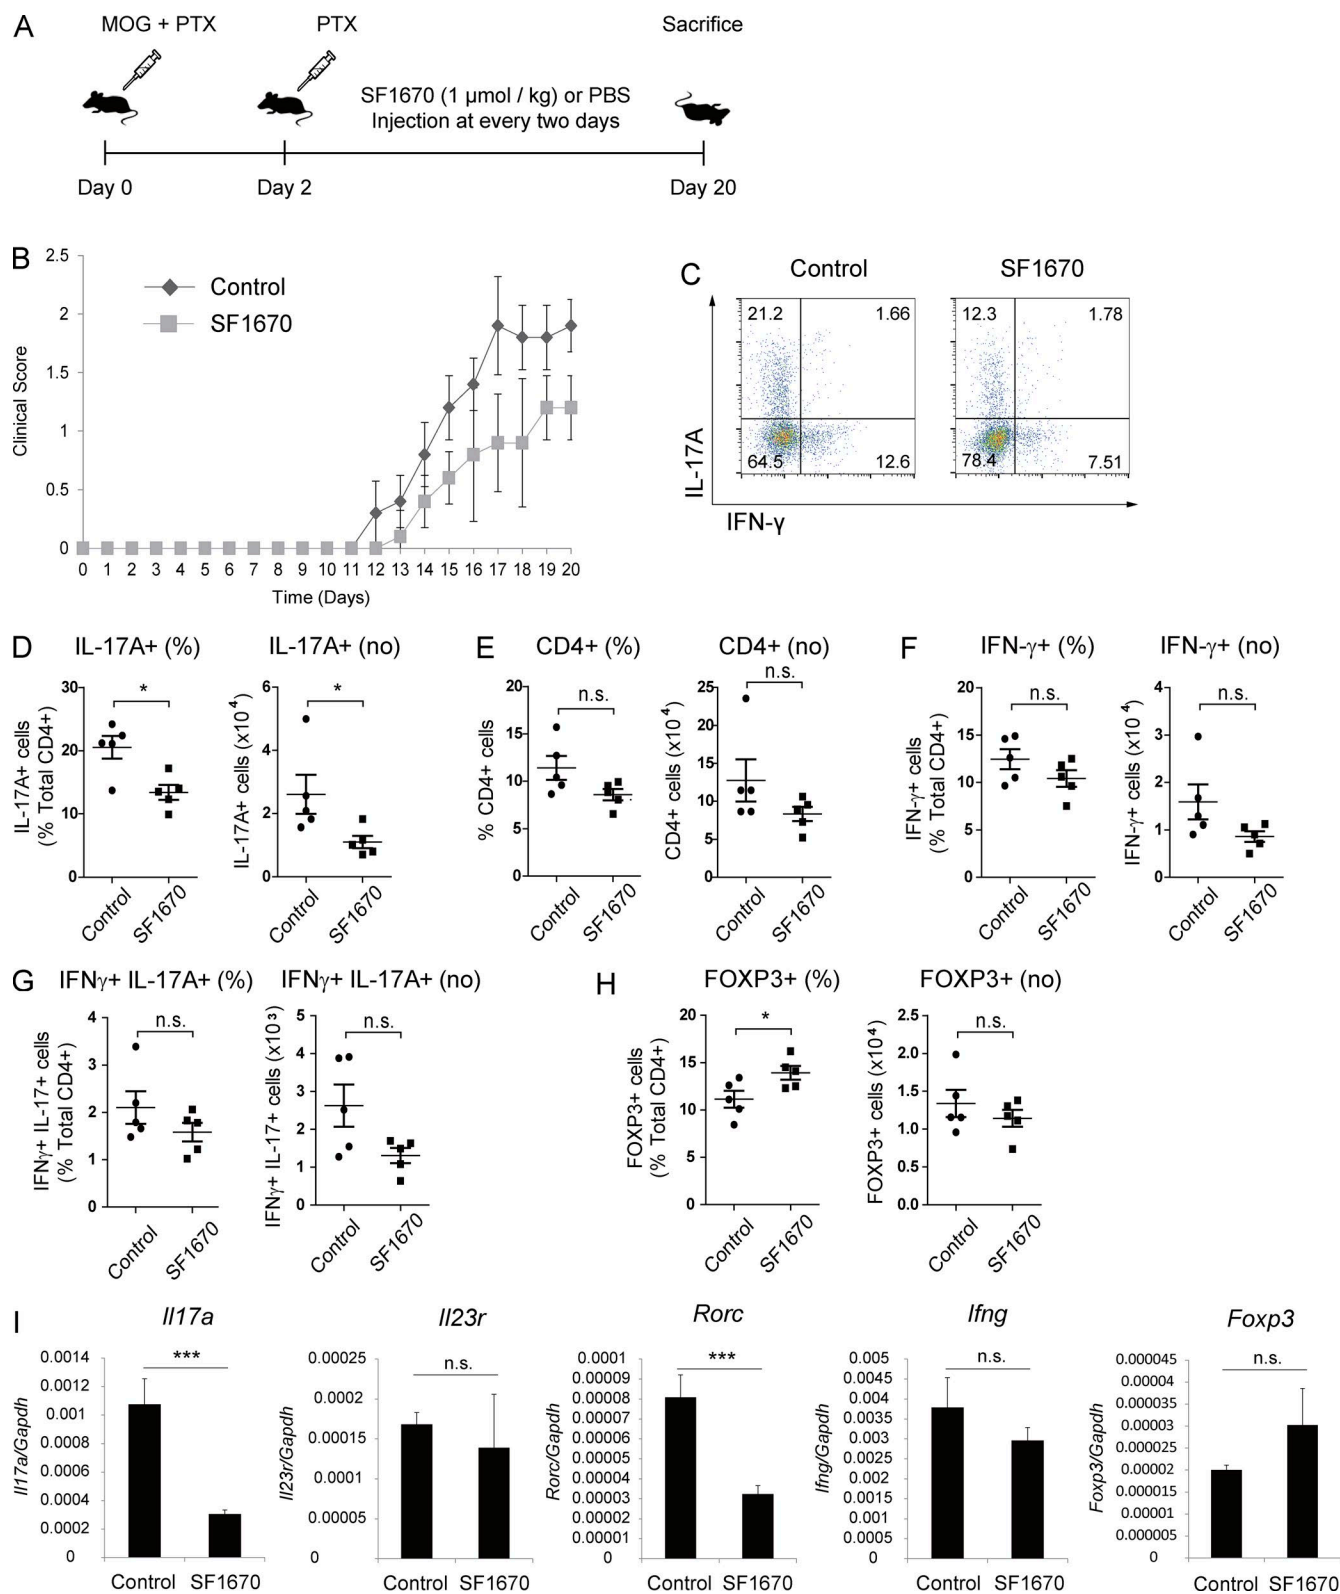 A
MOG + PTX
PTX
Sacrifice
SF1670 (1 µmol / kg) or PBS
Injection at every two days
Day 0
Day 2
Day 20
B
Clinical Score
2.5
2
1.5
1
0.5
0
Control
SF1670
0 1 2 3 4 5 6 7 8 9 10 11 12 13 14 15 16 17 18 19 20
Time (Days)
C
Control
SF1670
21.2
1.66
64.5
12.6
12.3
1.78
78.4
7.51
IL-17A
IFN-γ
D
IL-17A+ (%)
IL-17A+ cells
(% Total CD4+)
30
20
10
0
*
Control
SF1670
IL-17A+ (no)
IL-17A+ cells (x10⁴)
6
4
2
0
*
Control
SF1670
E
CD4+ (%)
% CD4+ cells
20
15
10
5
0
n.s.
Control
SF1670
CD4+ (no)
CD4+ cells (x10⁴)
25
20
15
10
5
0
n.s.
Control
SF1670
F
IFN-γ+ (%)
IFN-γ+ cells
(% Total CD4+)
20
15
10
5
0
n.s.
Control
SF1670
IFN-γ+ (no)
IFN-γ+ cells (x10⁴)
4
3
2
1
0
n.s.
Control
SF1670
G
IFNγ+ IL-17A+ (%)
IFNγ+ IL-17+ cells
(% Total CD4+)
4
3
2
1
0
n.s.
Control
SF1670
IFNγ+ IL-17A+ (no)
IFNγ+ IL-17+ cells (x10³)
5
4
3
2
1
0
n.s.
Control
SF1670
H
FOXP3+ (%)
FOXP3+ cells
(% Total CD4+)
20
15
10
5
0
*
Control
SF1670
FOXP3+ (no)
FOXP3+ cells (x10⁴)
2.5
2.0
1.5
1.0
0.5
0.0
n.s.
Control
SF1670
I
Il17a
Il17a/Gapdh
0.0014
0.0012
0.001
0.0008
0.0006
0.0004
0.0002
0
***
Control SF1670
Il23r
Il23r/Gapdh
0.00025
0.0002
0.00015
0.0001
0.00005
0
n.s.
Control SF1670
Rorc
Rorc/Gapdh
0.0001
0.00009
0.00008
0.00007
0.00006
0.00005
0.00004
0.00003
0.00002
0.00001
0
***
Control SF1670
Ifng
Ifng/Gapdh
0.005
0.0045
0.004
0.0035
0.003
0.0025
0.002
0.0015
0.001
0.0005
0
n.s.
Control SF1670
Foxp3
Foxp3/Gapdh
0.000045
0.00004
0.000035
0.00003
0.000025
0.00002
0.000015
0.00001
0.000005
0
n.s.
Control SF1670